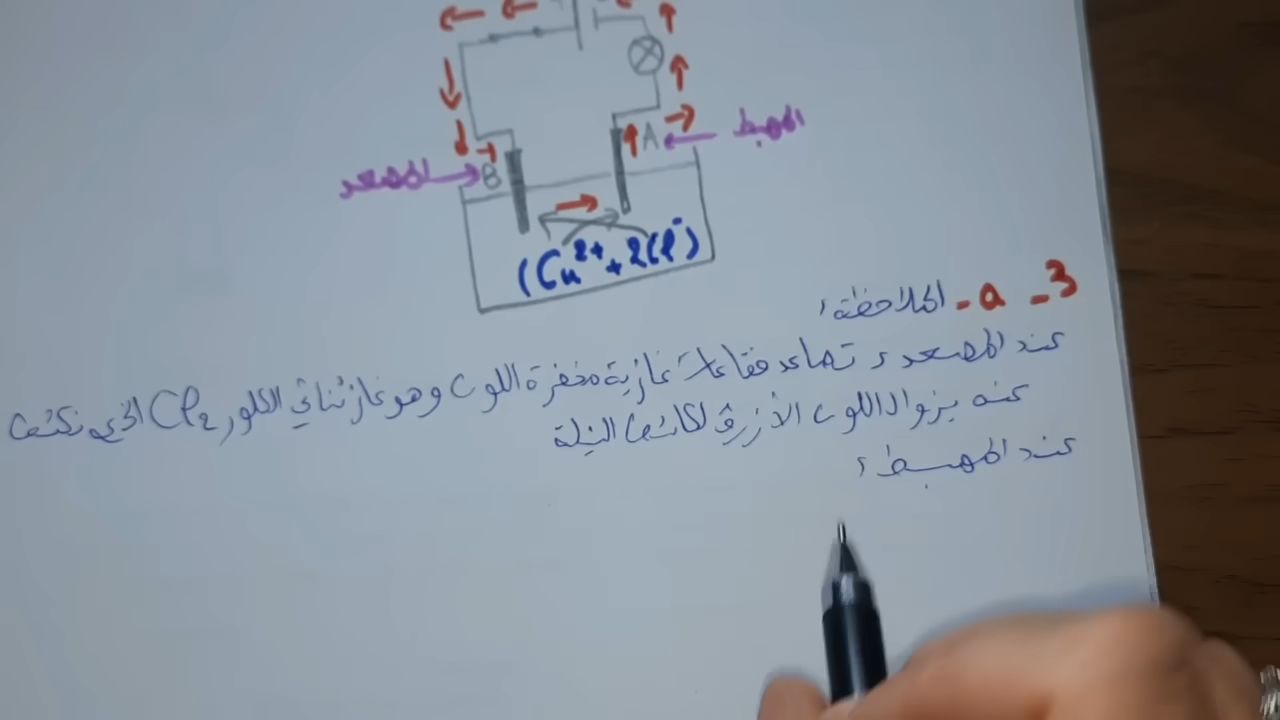 A
المهبط
المصعد
B
(Cu²⁺ + 2Cl⁻)
3 - a - الملاحظة:
عند المصعد: تصاعد فقاعات غازية مخضرة اللون وهو غاز ثنائي الكلور Cl₂ الذي نكشف
عنه بزوال اللون الأزرق لكاشف النيلة
عند المهبط: